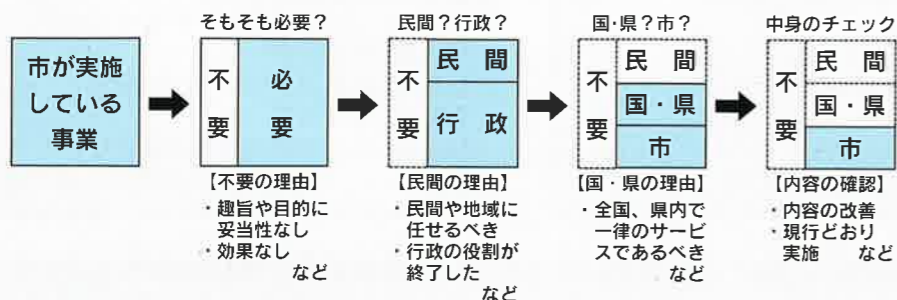 そもそも必要？
民間？行政？
国・県？市？
中身のチェック
市が実施
している
事業
不要
必要
不要
民間
行政
不要
民間
国・県
市
不要
民間
国・県
市
【不要の理由】
・趣旨や目的に
妥当性なし
・効果なし
など
【民間の理由】
・民間や地域に
任せるべき
・行政の役割が
終了した
など
【国・県の理由】
・全国、県内で
一律のサービ
スであるべき
など
【内容の確認】
・内容の改善
・現行どおり
実施　など